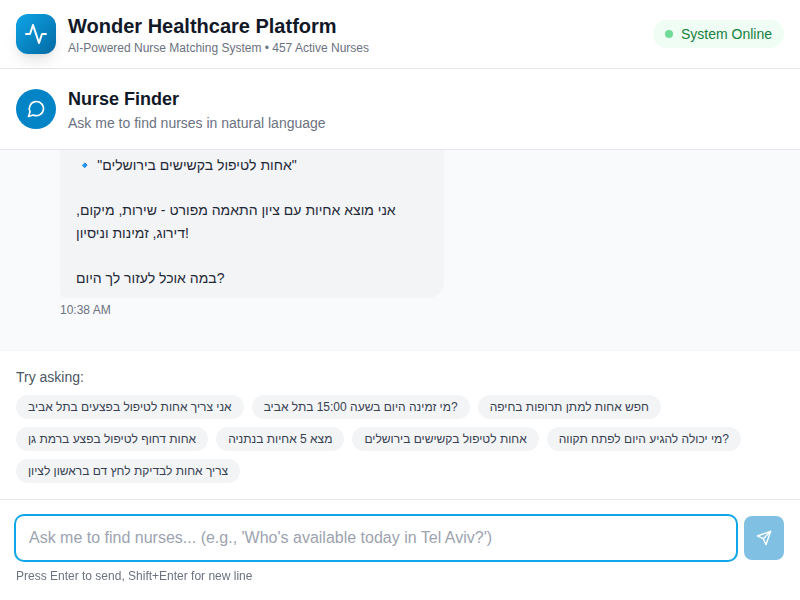 Wonder Healthcare Platform
AI-Powered Nurse Matching System • 457 Active Nurses
System Online
Nurse Finder
Ask me to find nurses in natural language
🔹 "אחות לטיפול בקשישים בירושלים"
אני מוצא אחיות עם ציון התאמה מפורט - שירות, מיקום,
דירוג, זמינות וניסיון!
במה אוכל לעזור לך היום?
10:38 AM
Try asking:
אני צריך אחות לטיפול בפצעים בתל אביב
מי זמינה היום בשעה 15:00 בתל אביב?
חפש אחות למתן תרופות בחיפה
אחות דחוף לטיפול בפצע ברמת גן
מצא 5 אחיות בנתניה
אחות לטיפול בקשישים בירושלים
מי יכולה להגיע היום לפתח תקווה?
צריך אחות לבדיקת לחץ דם בראשון לציון
Ask me to find nurses... (e.g., 'Who's available today in Tel Aviv?')
Press Enter to send, Shift+Enter for new line